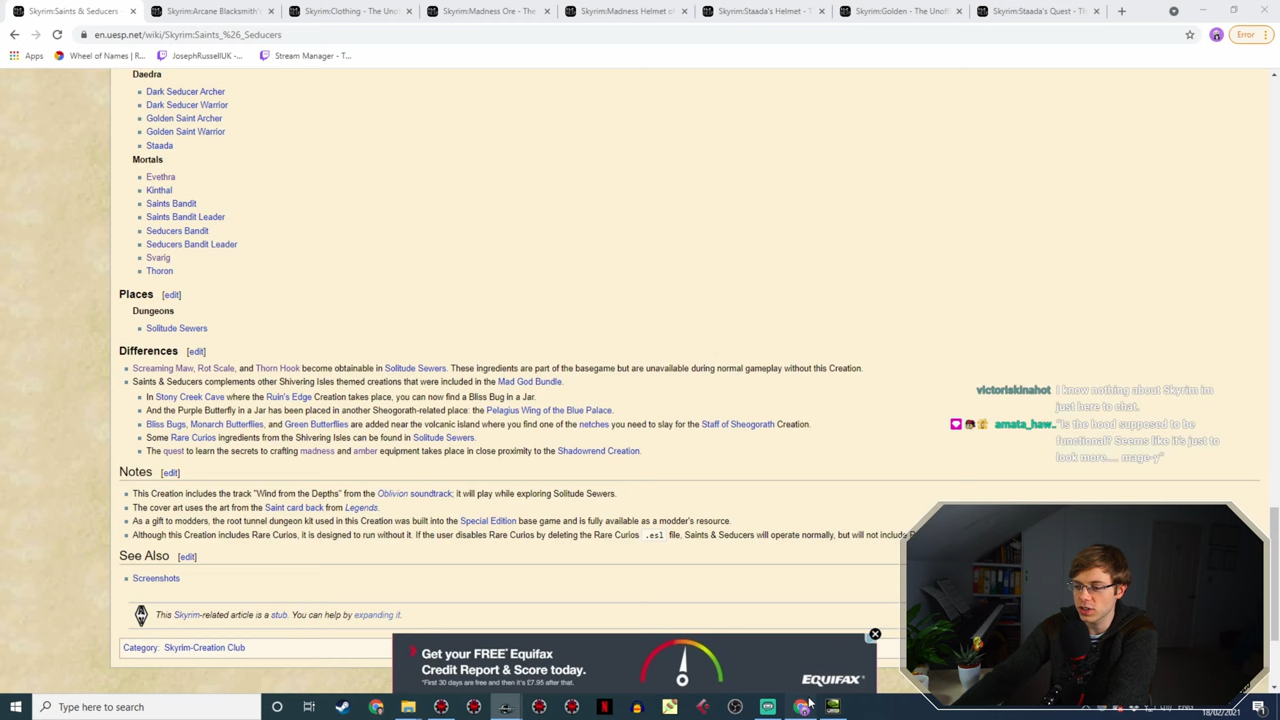 Skyrim:Saints & Seducers -
Skyrim:Arcane Blacksmith's
Skyrim:Clothing - The Unof
Skyrim:Madness Ore - The
Skyrim:Madness Helmet of
Skyrim:Staada's Helmet - T
Skyrim:Golden - The Unoffi
Skyrim:Staada's Quest - The
en.uesp.net/wiki/Skyrim:Saints_%26_Seducers
Error
Apps
Wheel of Names | R...
JosephRussellUK -...
Stream Manager - T...
Daedra
Dark Seducer Archer
Dark Seducer Warrior
Golden Saint Archer
Golden Saint Warrior
Staada
Mortals
Evethra
Kinthal
Saints Bandit
Saints Bandit Leader
Seducers Bandit
Seducers Bandit Leader
Svarig
Thoron
Places [edit]
Dungeons
Solitude Sewers
Differences [edit]
Screaming Maw, Rot Scale, and Thorn Hook become obtainable in Solitude Sewers. These ingredients are part of the basegame but are unavailable during normal gameplay without this Creation.
Saints & Seducers complements other Shivering Isles themed creations that were included in the Mad God Bundle.
In Stony Creek Cave where the Ruin's Edge Creation takes place, you can now find a Bliss Bug in a Jar.
And the Purple Butterfly in a Jar has been placed in another Sheogorath-related place: the Pelagius Wing of the Blue Palace.
Bliss Bugs, Monarch Butterflies, and Green Butterflies are added near the volcanic island where you find one of the netches you need to slay for the Staff of Sheogorath Creation.
Some Rare Curios ingredients from the Shivering Isles can be found in Solitude Sewers.
The quest to learn the secrets to crafting madness and amber equipment takes place in close proximity to the Shadowrend Creation.
victoriskinahot I know nothing about Skyrim im
just here to chat.
amata_haw.. "Is the hood supposed to be
functional? Seems like it's just to
look more.... mage-y"
Notes [edit]
This Creation includes the track "Wind from the Depths" from the Oblivion soundtrack; it will play while exploring Solitude Sewers.
The cover art uses the art from the Saint card back from Legends.
As a gift to modders, the root tunnel dungeon kit used in this Creation was built into the Special Edition base game and is fully available as a modder's resource.
Although this Creation includes Rare Curios, it is designed to run without it. If the user disables Rare Curios by deleting the Rare Curios .esl file, Saints & Seducers will operate normally, but will not include
See Also [edit]
Screenshots
This Skyrim-related article is a stub. You can help by expanding it.
Category: Skyrim-Creation Club
Get your FREE* Equifax
Credit Report & Score today.
*First 30 days are free and then it's £7.95 after that.
EQUIFAX
Type here to search
ENG
18/02/2021